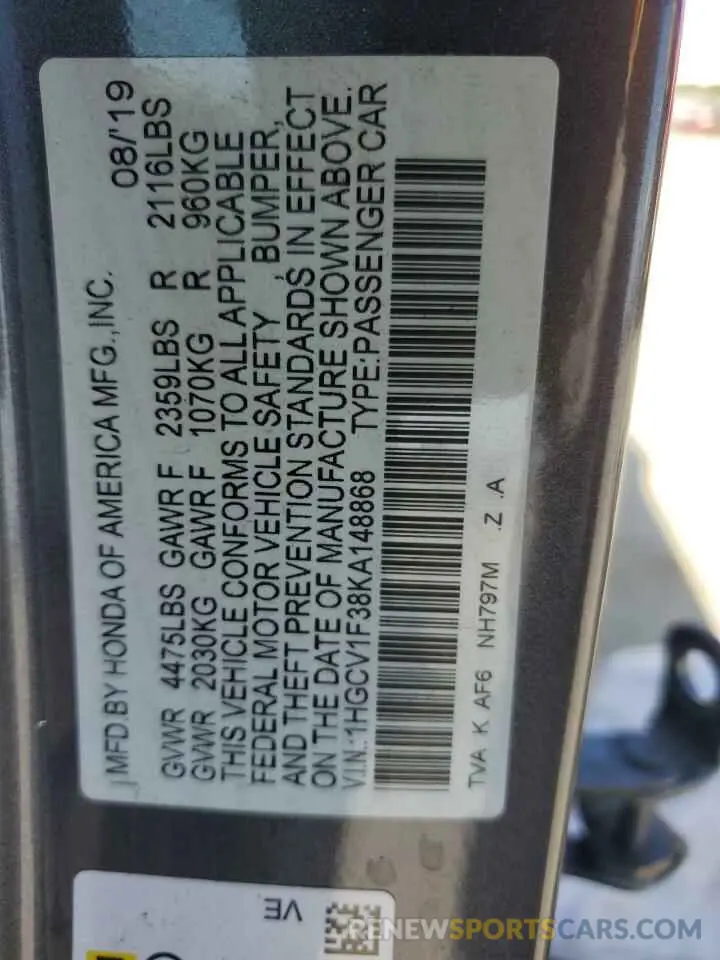 MFD.BY HONDA OF AMERICA MFG.,INC. 08/'19
GVWR 4475LBS GAWR F 2359LBS R 2116LBS
GVWR 2030KG GAWR F 1070KG R 960KG
THIS VEHICLE CONFORMS TO ALL APPLICABLE
FEDERAL MOTOR VEHICLE SAFETY , BUMPER,
AND THEFT PREVENTION STANDARDS IN EFFECT
ON THE DATE OF MANUFACTURE SHOWN ABOVE.
V.I.N.:1HGCV1F38KA148868 TYPE:PASSENGER CAR
TVA K AF6 NH797M .Z .A
VE
RENEWSPORTSCARS.COM